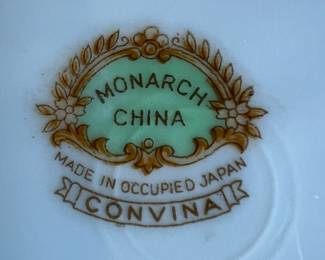 MONARCH
CHINA
MADE IN OCCUPIED JAPAN
CONVINA